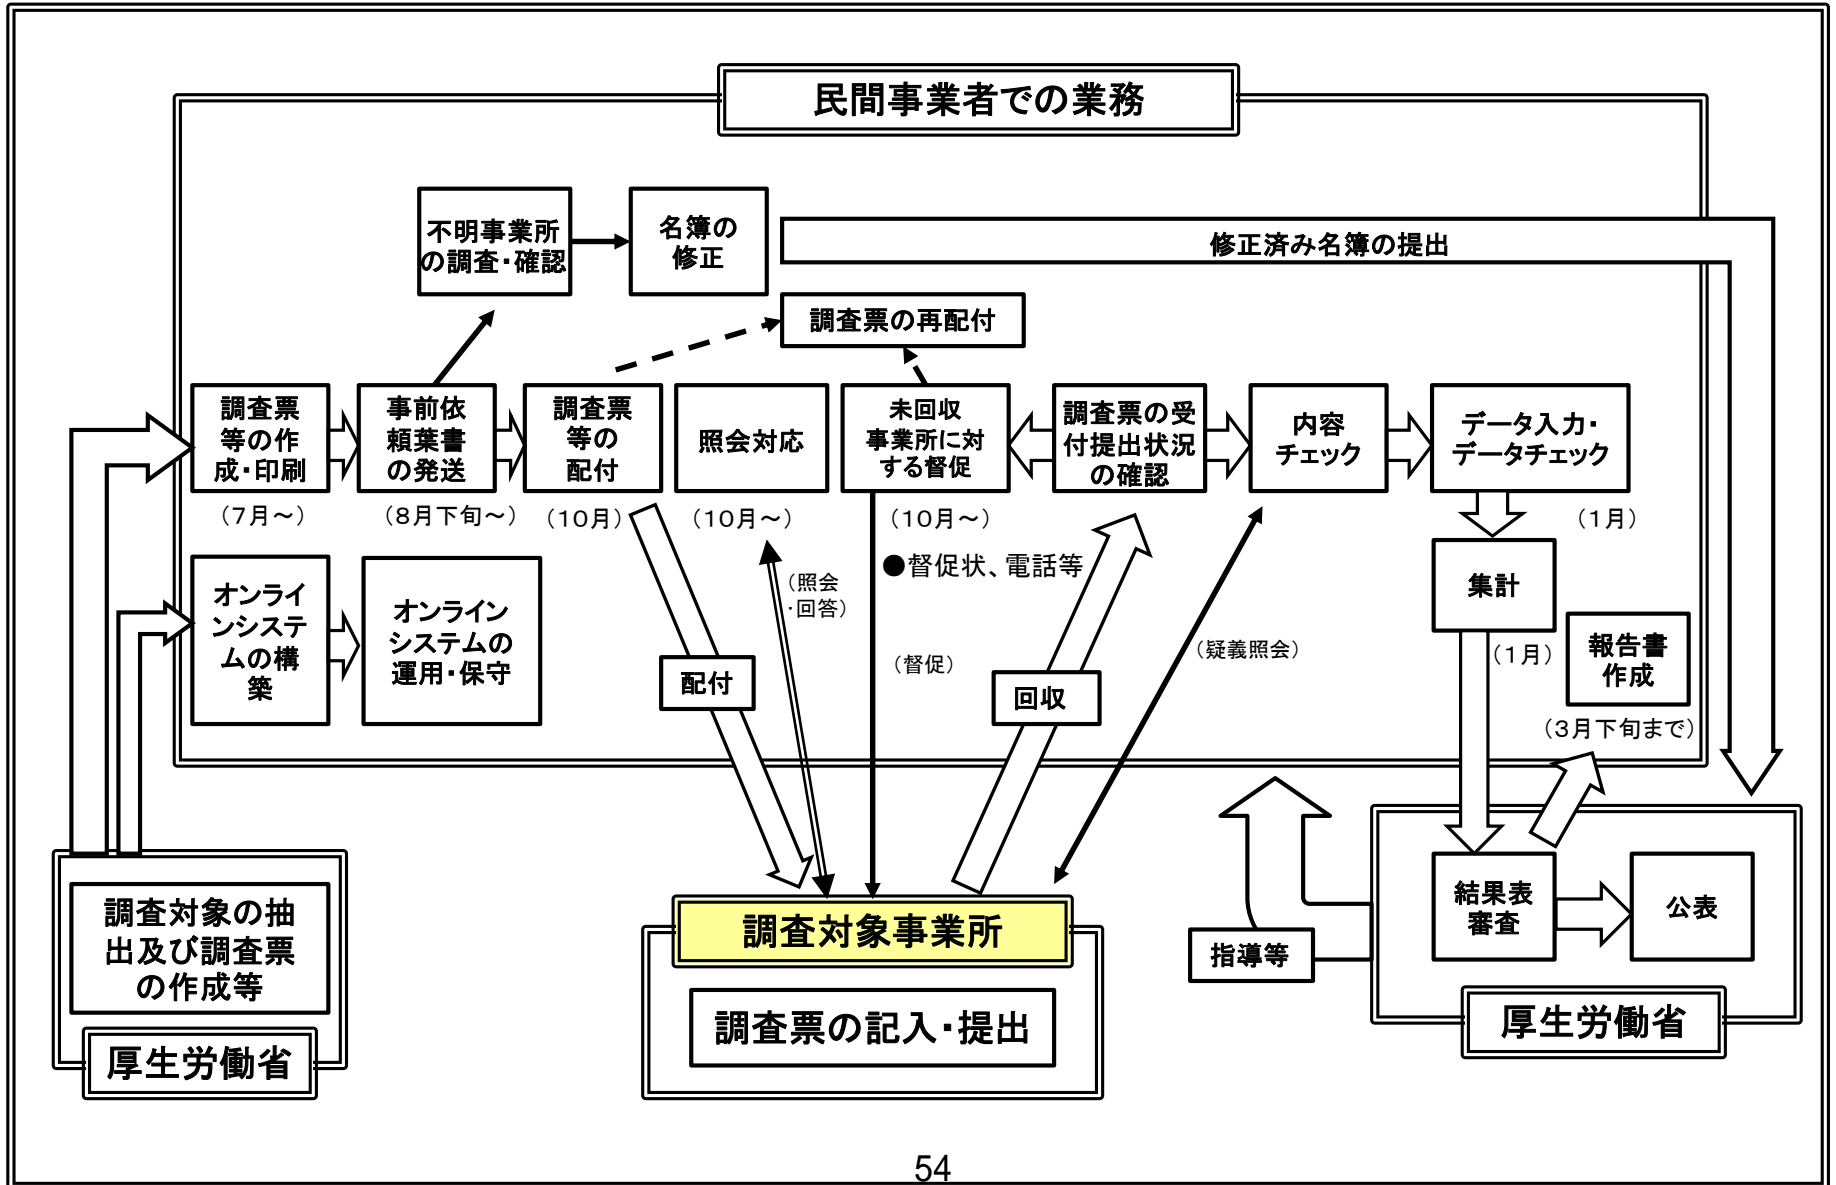 民間事業者での業務
不明事業所
の調査・確認
名簿の
修正
修正済み名簿の提出
調査票の再配付
調査票
等の作
成・印刷
(7月～)
事前依
頼葉書
の発送
(8月下旬～)
調査票
等の
配付
(10月)
照会対応
(10月～)
未回収
事業所に対
する督促
(10月～)
●督促状、電話等
調査票の受
付提出状況
の確認
内容
チェック
データ入力・
データチェック
(1月)
オンライ
ンシステ
ムの構
築
オンライン
システムの
運用・保守
配付
(照会
・回答)
(督促)
回収
(疑義照会)
集計
(1月)
報告書
作成
(3月下旬まで)
調査対象の抽
出及び調査票
の作成等
厚生労働省
調査対象事業所
調査票の記入・提出
指導等
結果表
審査
公表
厚生労働省
54